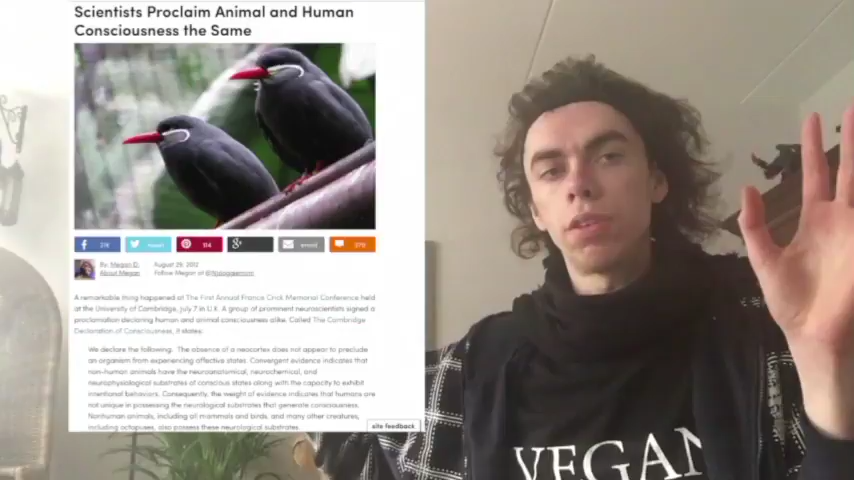 Scientists Proclaim Animal and Human
Consciousness the Same
tweet
114
email
By: Megan D.
August 29, 2012
About Megan
Follow Megan at
A remarkable thing happened at The First Annual Francis Crick Memorial Conference held
at the University of Cambridge, July 7 in U.K. A group of prominent neuroscientists signed a
proclamation declaring human and animal consciousness alike. Called The Cambridge
Declaration of Consciousness, it states:
We declare the following: The absence of a neocortex does not appear to preclude
an organism from experiencing affective states. Convergent evidence indicates that
non-human animals have the neuroanatomical, neurochemical, and
neurophysiological substrates of conscious states along with the capacity to exhibit
intentional behaviors. Consequently, the weight of evidence indicates that humans are
not unique in possessing the neurological substrates that generate consciousness.
Nonhuman animals, including all mammals and birds, and many other creatures,
including octopuses, also possess these neurological substrates.
site feedback
VEGAN